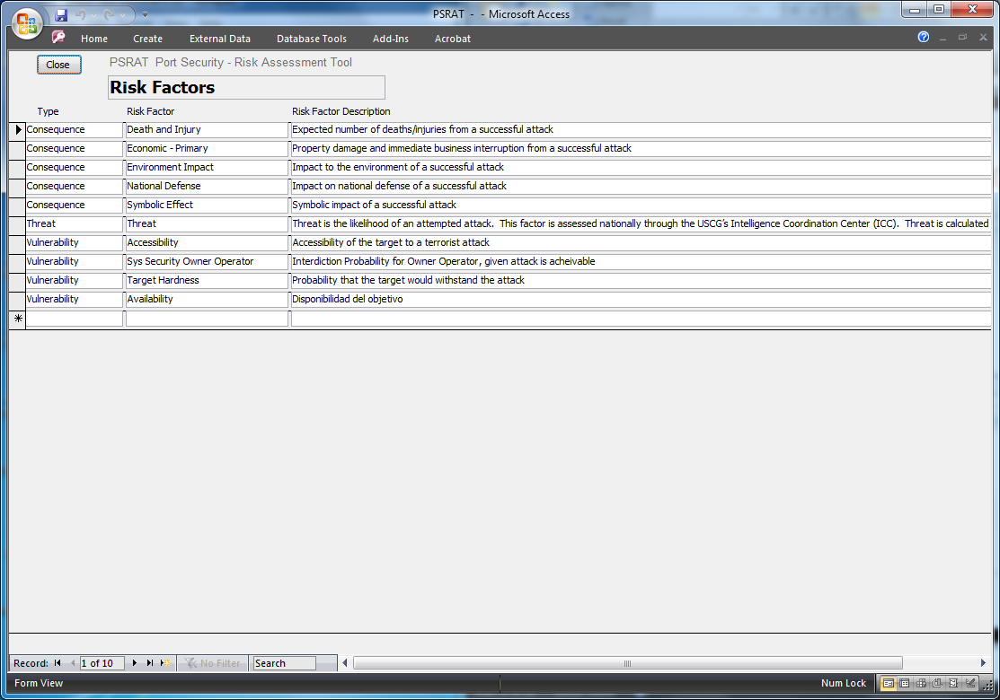 PSRAT - - Microsoft Access
Home Create External Data Database Tools Add-Ins Acrobat
Close PSRAT Port Security - Risk Assessment Tool
Risk Factors
Type Risk Factor Risk Factor Description
Consequence Death and Injury Expected number of deaths/injuries from a successful attack
Consequence Economic - Primary Property damage and immediate business interruption from a successful attack
Consequence Environment Impact Impact to the environment of a successful attack
Consequence National Defense Impact on national defense of a successful attack
Consequence Symbolic Effect Symbolic impact of a successful attack
Threat Threat Threat is the likelihood of an attempted attack. This factor is assessed nationally through the USCG's Intelligence Coordination Center (ICC). Threat is calculated
Vulnerability Accessibility Accessibility of the target to a terrorist attack
Vulnerability Sys Security Owner Operator Interdiction Probability for Owner Operator, given attack is acheivable
Vulnerability Target Hardness Probability that the target would withstand the attack
Vulnerability Availability Disponibilidad del objetivo
Record: 1 of 10 No Filter Search
Form View Num Lock